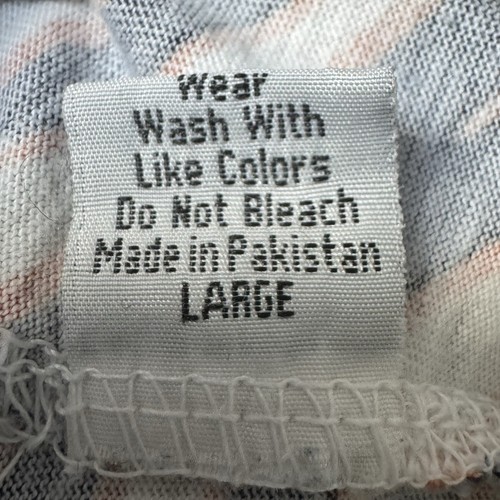 Wear
Wash With
Like Colors
Do Not Bleach
Made in Pakistan
LARGE